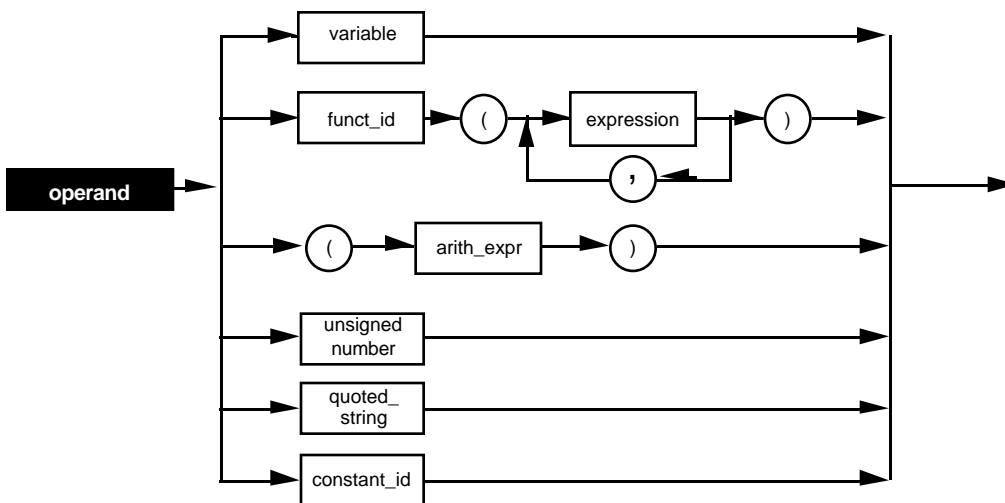 variable
funct_id ( expression )
,
operand
( arith_expr )
unsigned
number
quoted_
string
constant_id